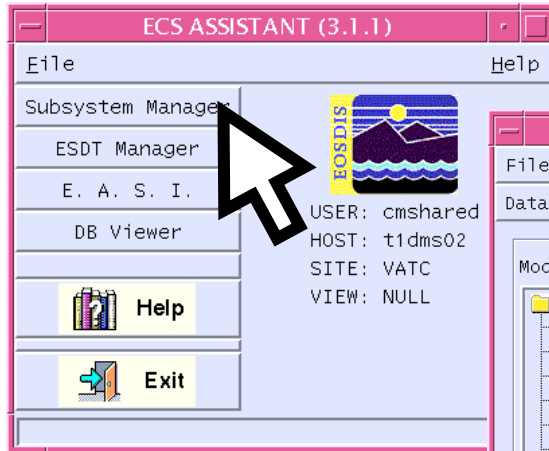 ECS ASSISTANT (3.1.1)
File Help
Subsystem Manager
ESDT Manager
E. A. S. I.
DB Viewer
Help
Exit
EOSDIS
USER: cmshared
HOST: t1dms02
SITE: VATC
VIEW: NULL
File
Data